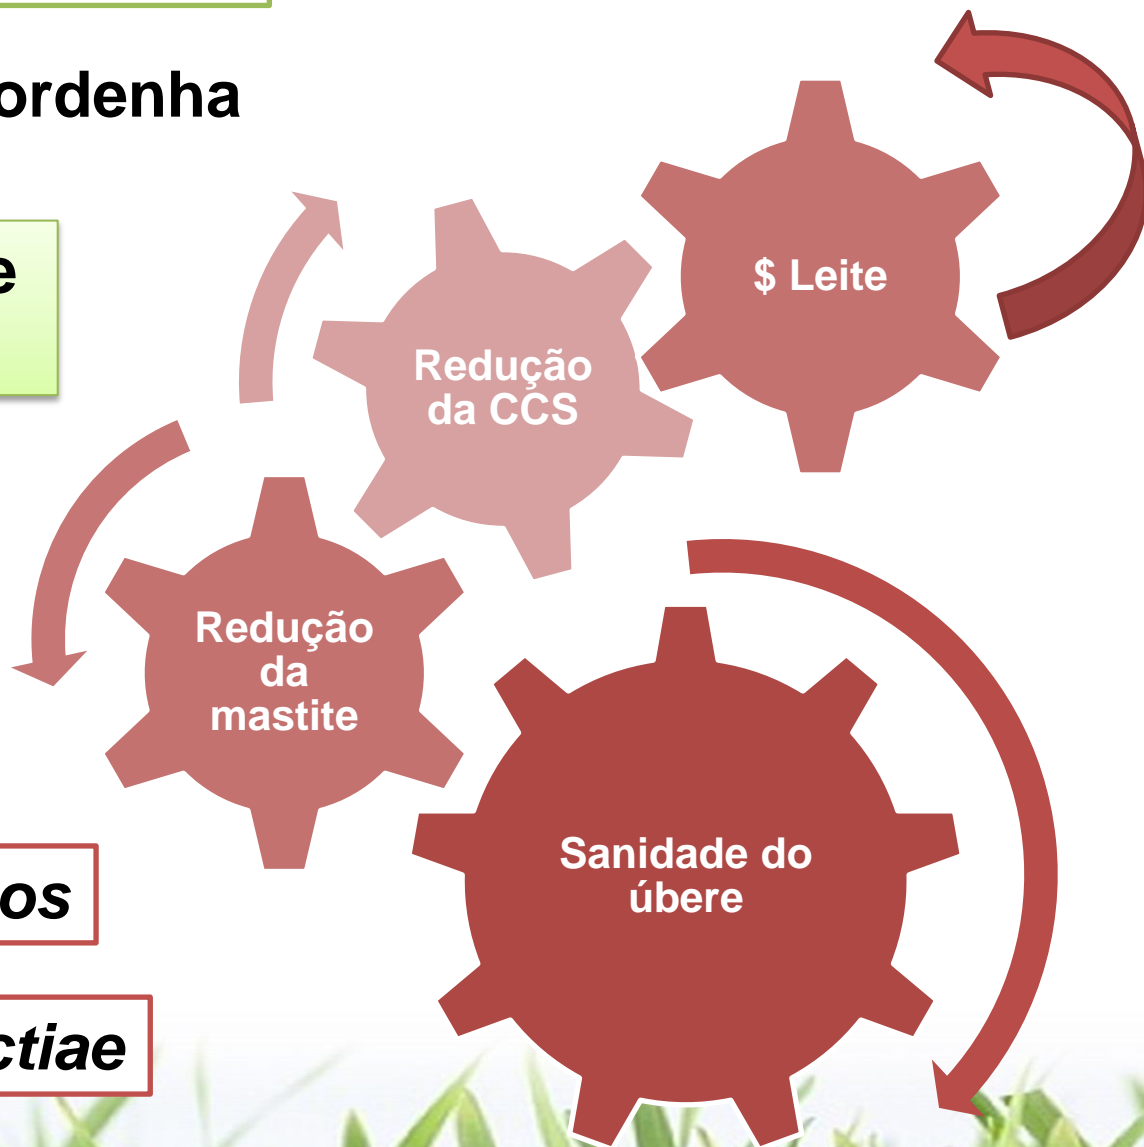 ordenha
e
$ Leite
Redução
da CCS
Redução
da
mastite
Sanidade do
úbere
os
ctiae